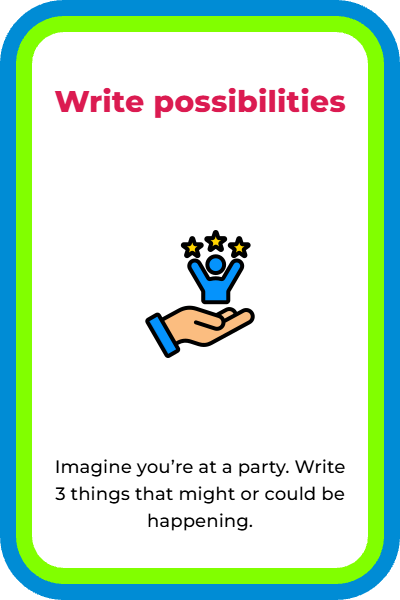 Write possibilities
Imagine you’re at a party. Write
3 things that might or could be
happening.